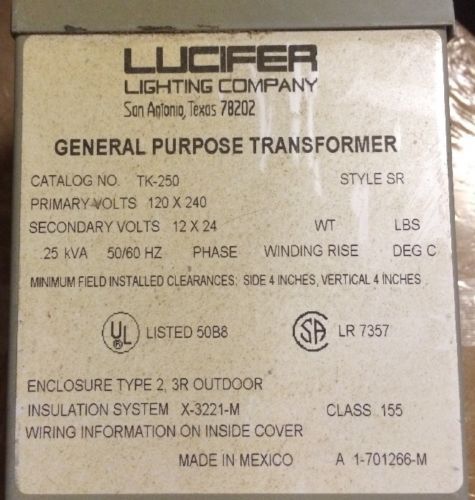 LUCIFER
LIGHTING COMPANY
San Antonio, Texas 78202
GENERAL PURPOSE TRANSFORMER
CATALOG NO. TK-250 STYLE SR
PRIMARY VOLTS 120 X 240
SECONDARY VOLTS 12 X 24 WT LBS
.25 kVA 50/60 HZ PHASE WINDING RISE DEG C
MINIMUM FIELD INSTALLED CLEARANCES: SIDE 4 INCHES, VERTICAL 4 INCHES
UL LISTED 50B8 SA LR 7357
ENCLOSURE TYPE 2, 3R OUTDOOR
INSULATION SYSTEM X-3221-M CLASS 155
WIRING INFORMATION ON INSIDE COVER
MADE IN MEXICO A 1-701266-M